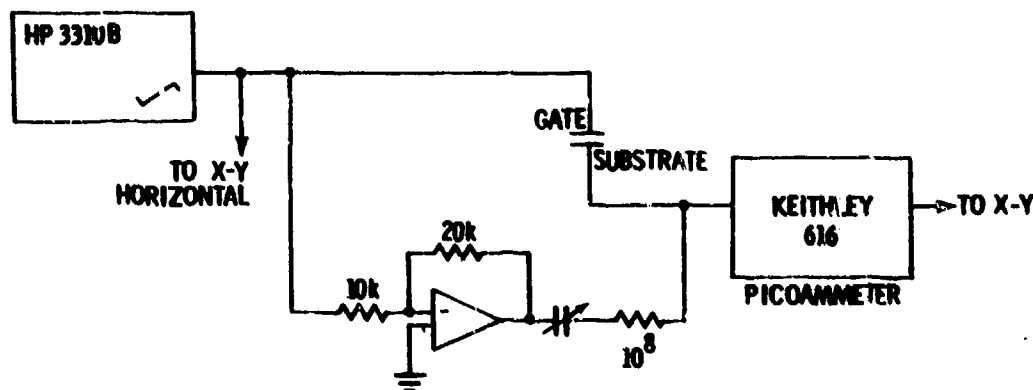 HP 3310B
TO X-Y
HORIZONTAL
GATE
SUBSTRATE
KEITHLEY
616
TO X-Y
PICOAMMETER
20k
10k
-
+
10^8